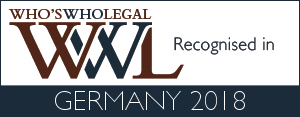 WHO'SWHOLEGAL
WWL
Recognised in
GERMANY 2018